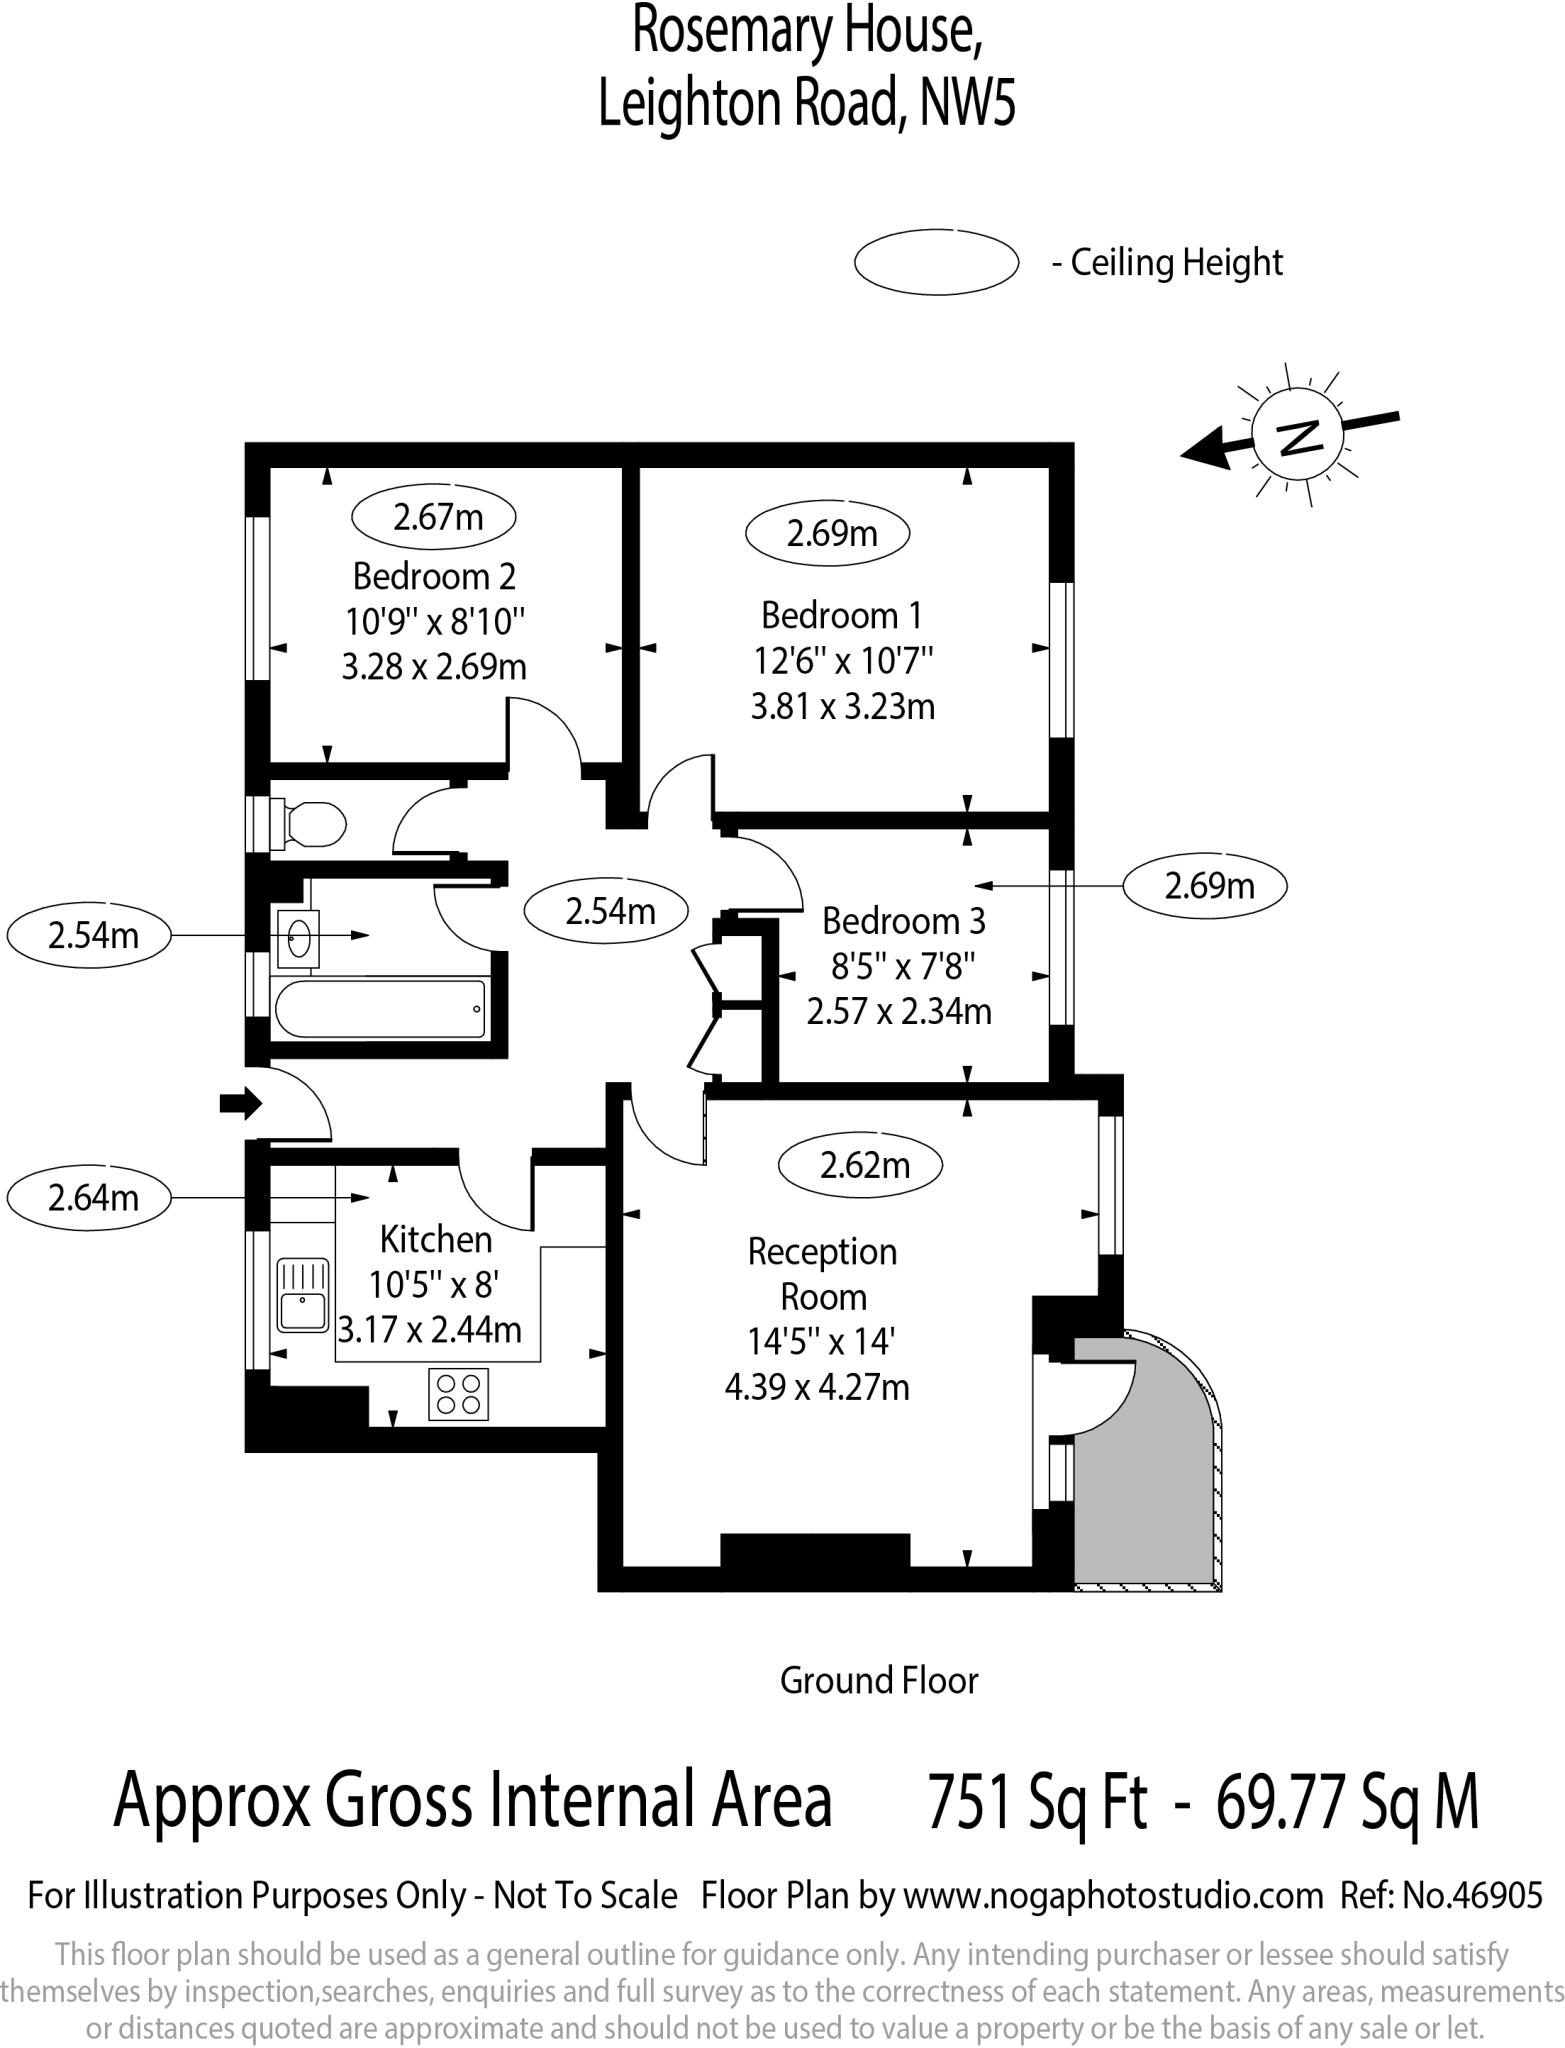 Rosemary House,
Leighton Road, NW5
- Ceiling Height
N
2.67m
Bedroom 2
10'9'' x 8'10''
3.28 x 2.69m
2.69m
Bedroom 1
12'6'' x 10'7''
3.81 x 3.23m
2.54m
2.54m
2.69m
Bedroom 3
8'5'' x 7'8''
2.57 x 2.34m
2.64m
Kitchen
10'5'' x 8'
3.17 x 2.44m
2.62m
Reception
Room
14'5'' x 14'
4.39 x 4.27m
Ground Floor
Approx Gross Internal Area 751 Sq Ft - 69.77 Sq M
For Illustration Purposes Only - Not To Scale Floor Plan by www.nogaphotostudio.com Ref: No.46905
This floor plan should be used as a general outline for guidance only. Any intending purchaser or lessee should satisfy
themselves by inspection,searches, enquiries and full survey as to the correctness of each statement. Any areas, measurements
or distances quoted are approximate and should not be used to value a property or be the basis of any sale or let.